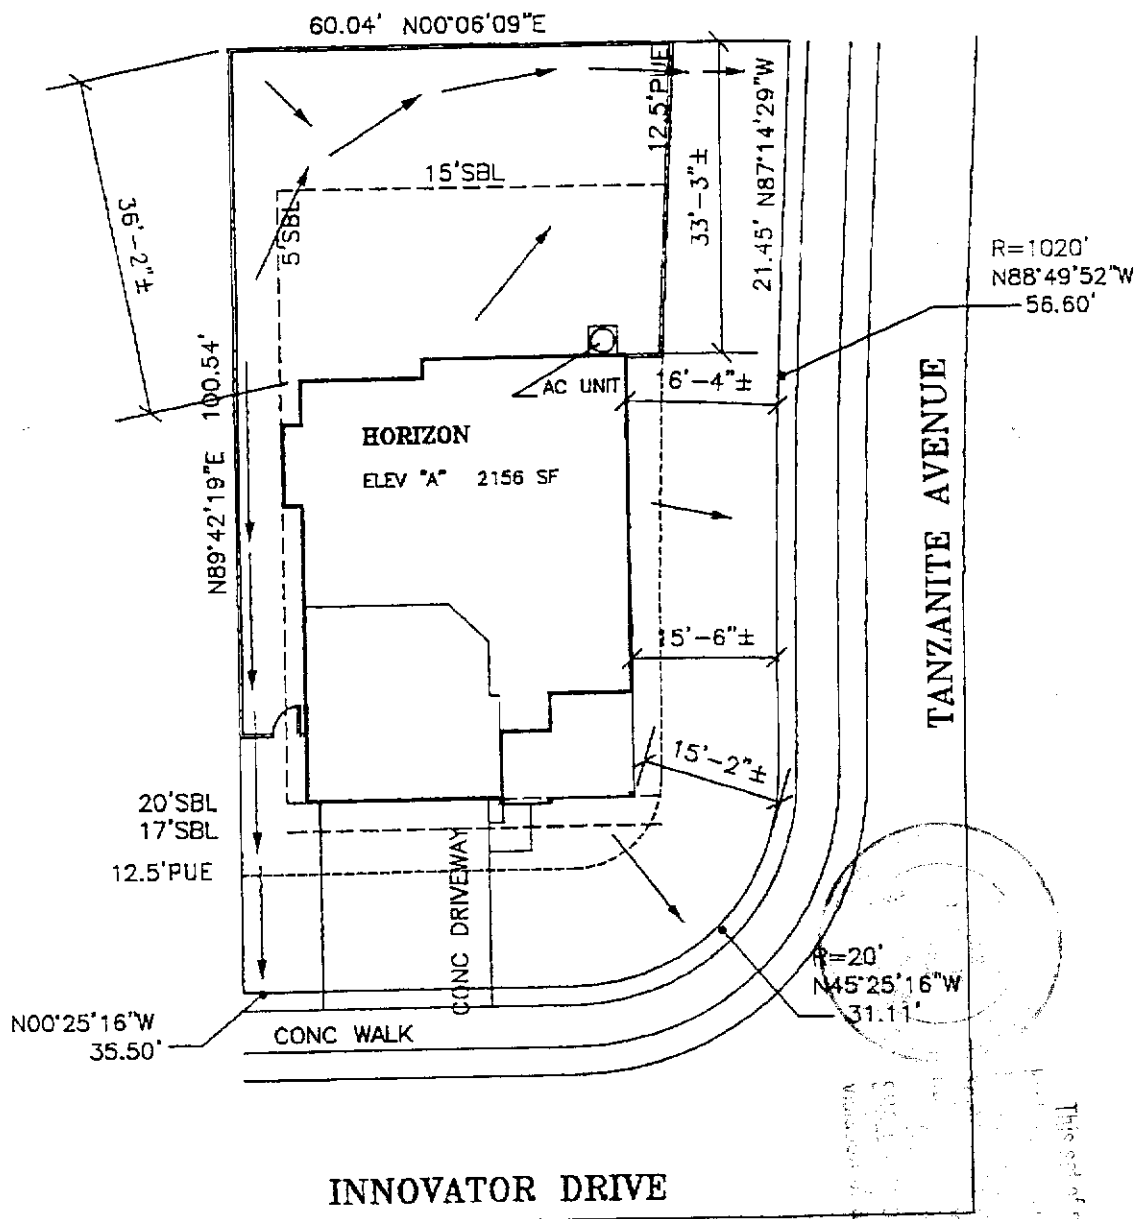 60.04' N00°06'09"E
12.5'PUE
33'-3"±
21.45' N87°14'29"W
36'-2"±
15'SBL
5'SBL
R=1020'
N88°49'52"W
56.60'
N89°42'19"E 100.54'
AC UNIT
16'-4"±
HORIZON
ELEV "A" 2156 SF
TANZANITE AVENUE
15'-6"±
15'-2"±
20'SBL
17'SBL
12.5'PUE
CONC DRIVEWAY
R=20'
N45°25'16"W
31.11'
N00°25'16"W
35.50'
CONC WALK
This
INNOVATOR DRIVE